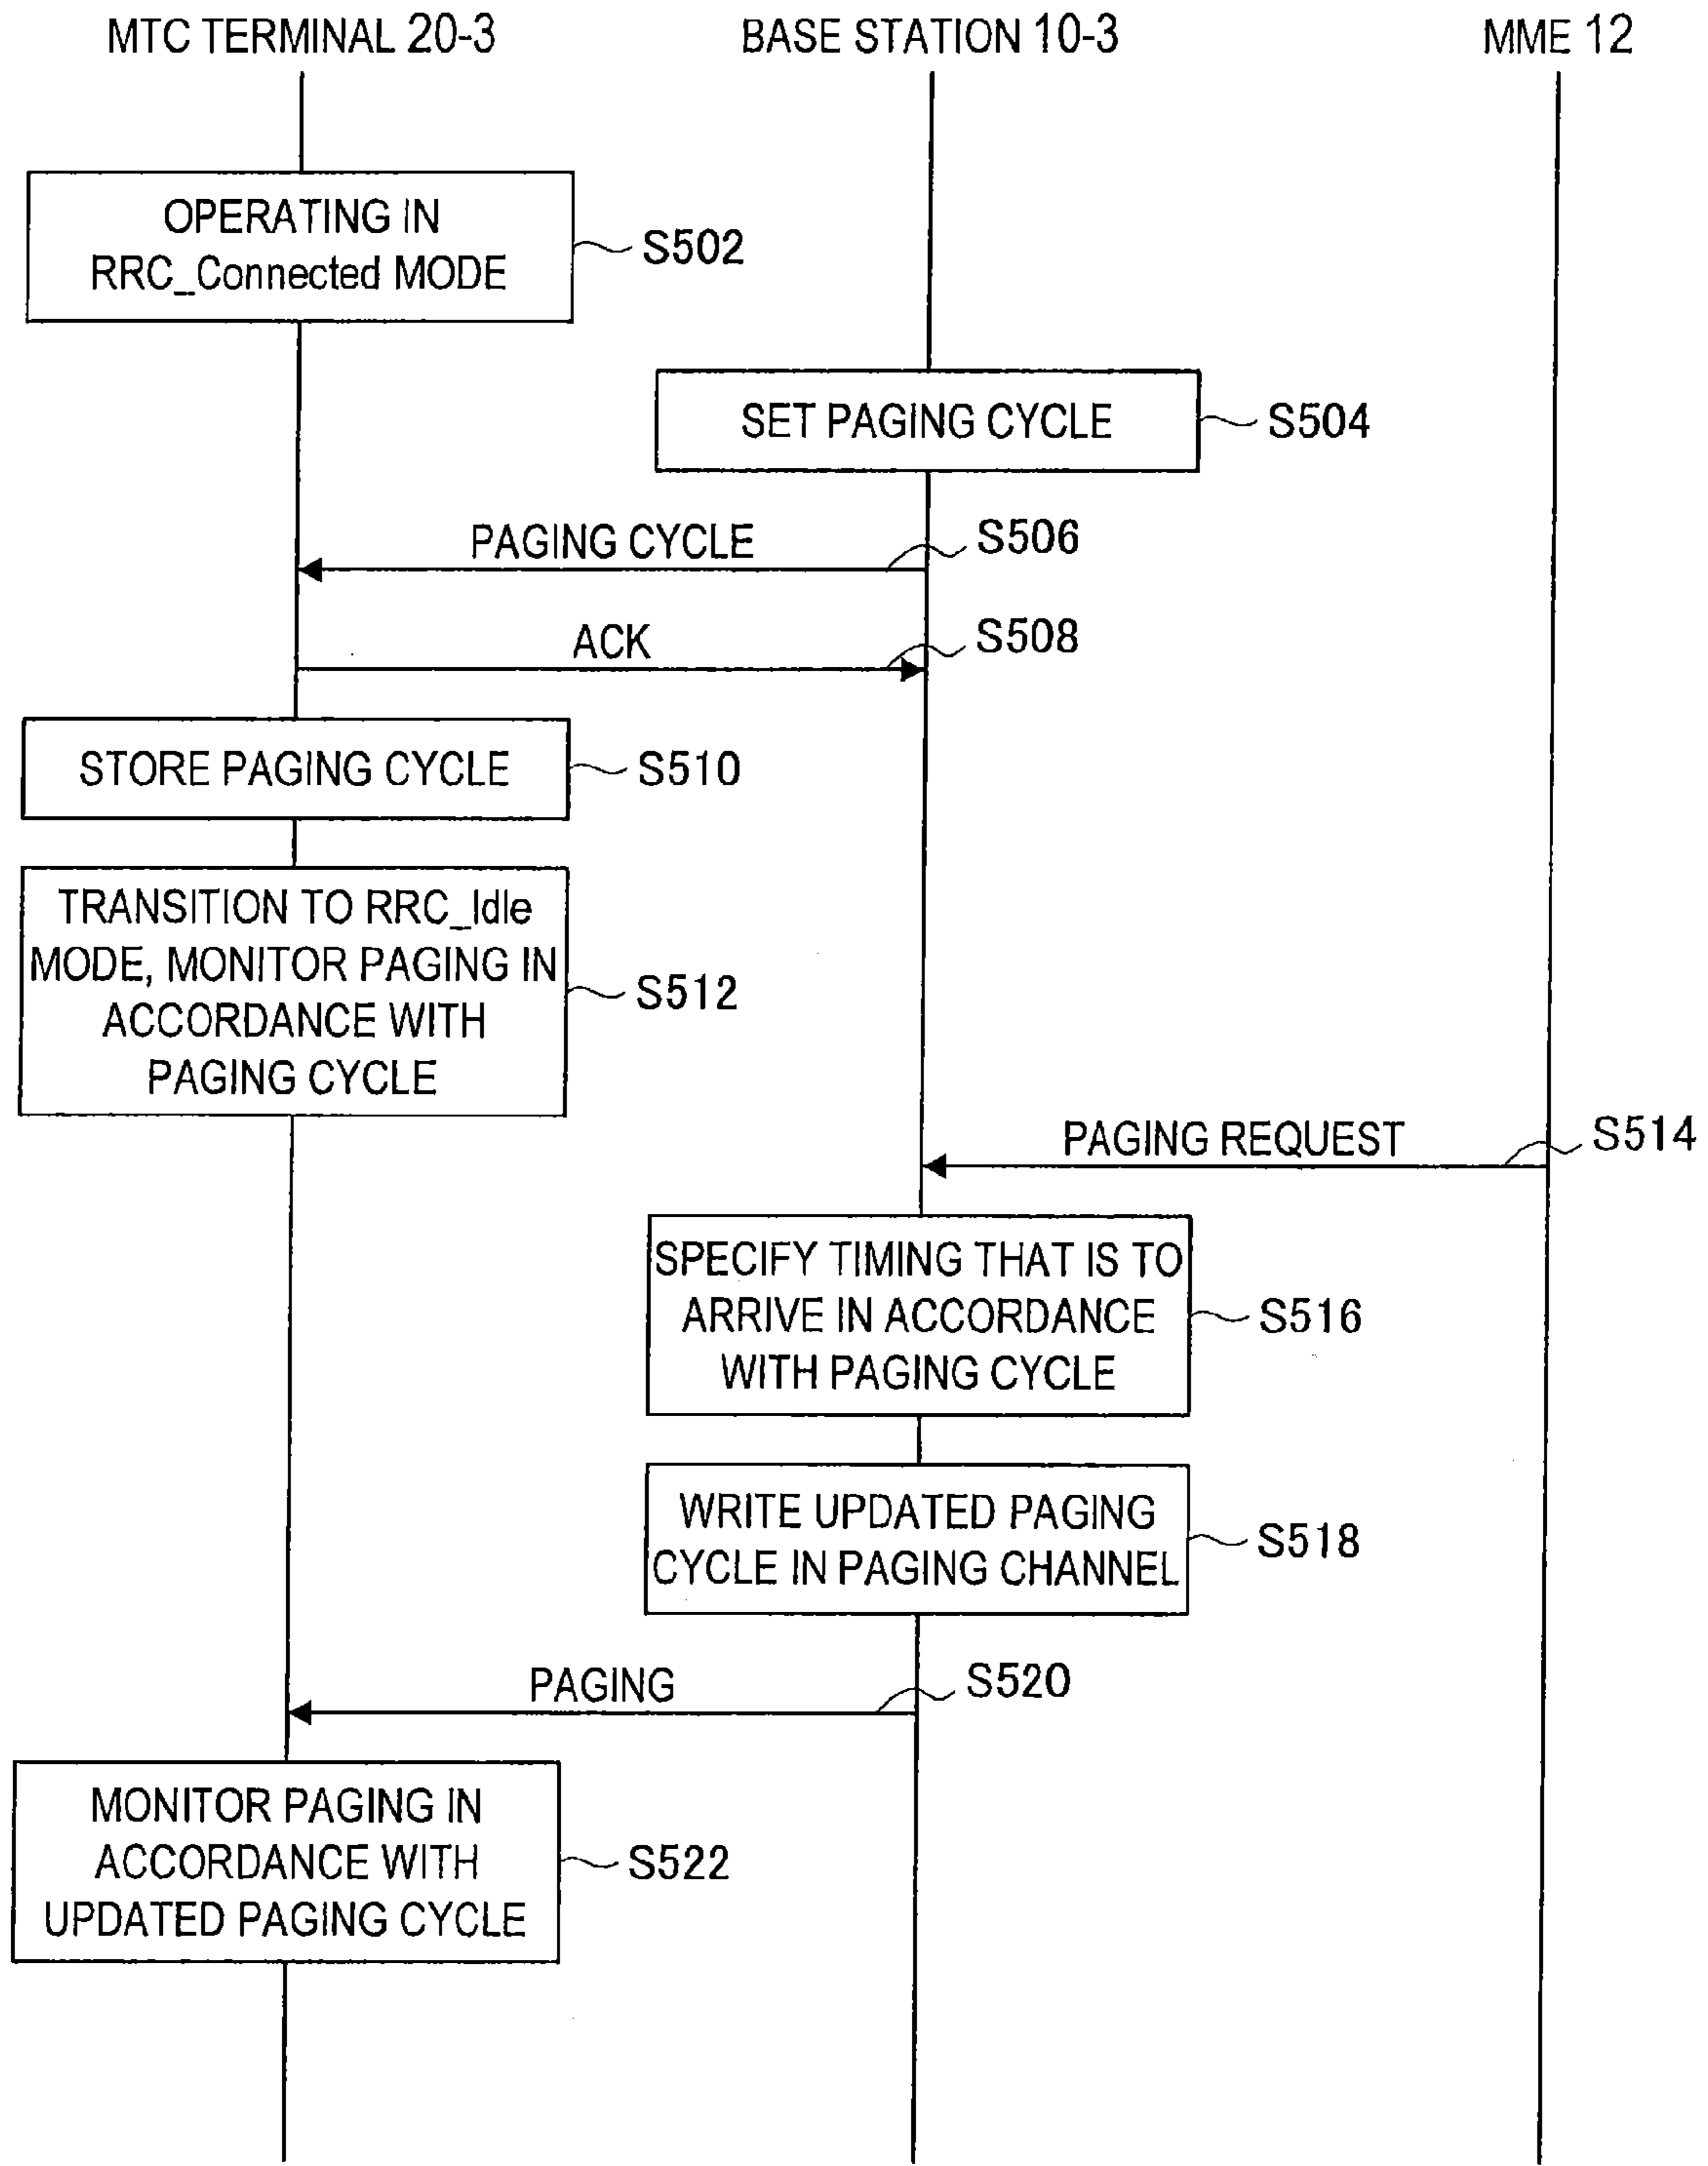 MTC TERMINAL 20-3
BASE STATION 10-3
MME 12
OPERATING IN
RRC_Connected MODE
S502
SET PAGING CYCLE
S504
PAGING CYCLE
S506
ACK
S508
STORE PAGING CYCLE
S510
TRANSITION TO RRC_Idle
MODE, MONITOR PAGING IN
ACCORDANCE WITH
PAGING CYCLE
S512
PAGING REQUEST
S514
SPECIFY TIMING THAT IS TO
ARRIVE IN ACCORDANCE
WITH PAGING CYCLE
S516
WRITE UPDATED PAGING
CYCLE IN PAGING CHANNEL
S518
PAGING
S520
MONITOR PAGING IN
ACCORDANCE WITH
UPDATED PAGING CYCLE
S522